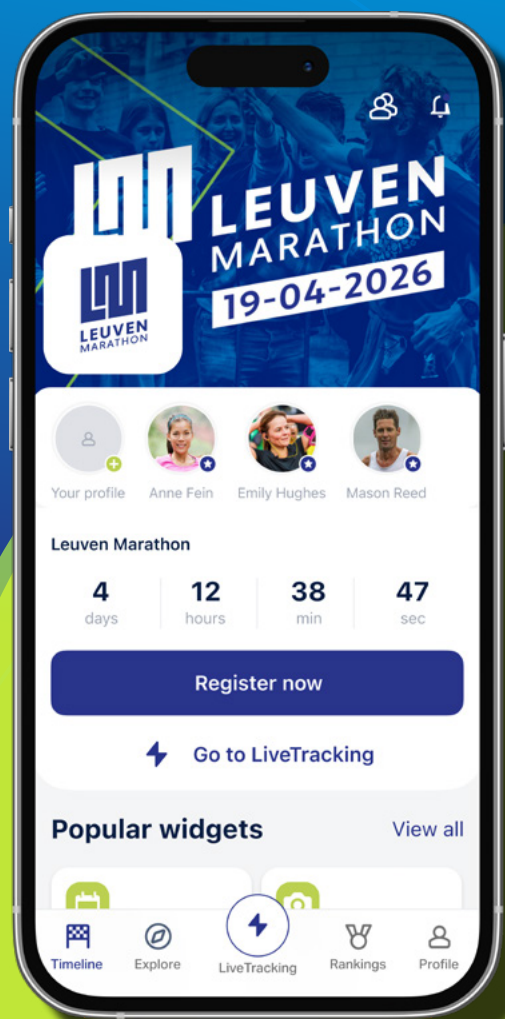 LEUVEN
MARATHON
19-04-2026
LEUVEN
MARATHON
Your profile
Anne Fein
Emily Hughes
Mason Reed
Leuven Marathon
4
12
38
47
days
hours
min
sec
Register now
Go to LiveTracking
Popular widgets
View all
Timeline
Explore
LiveTracking
Rankings
Profile